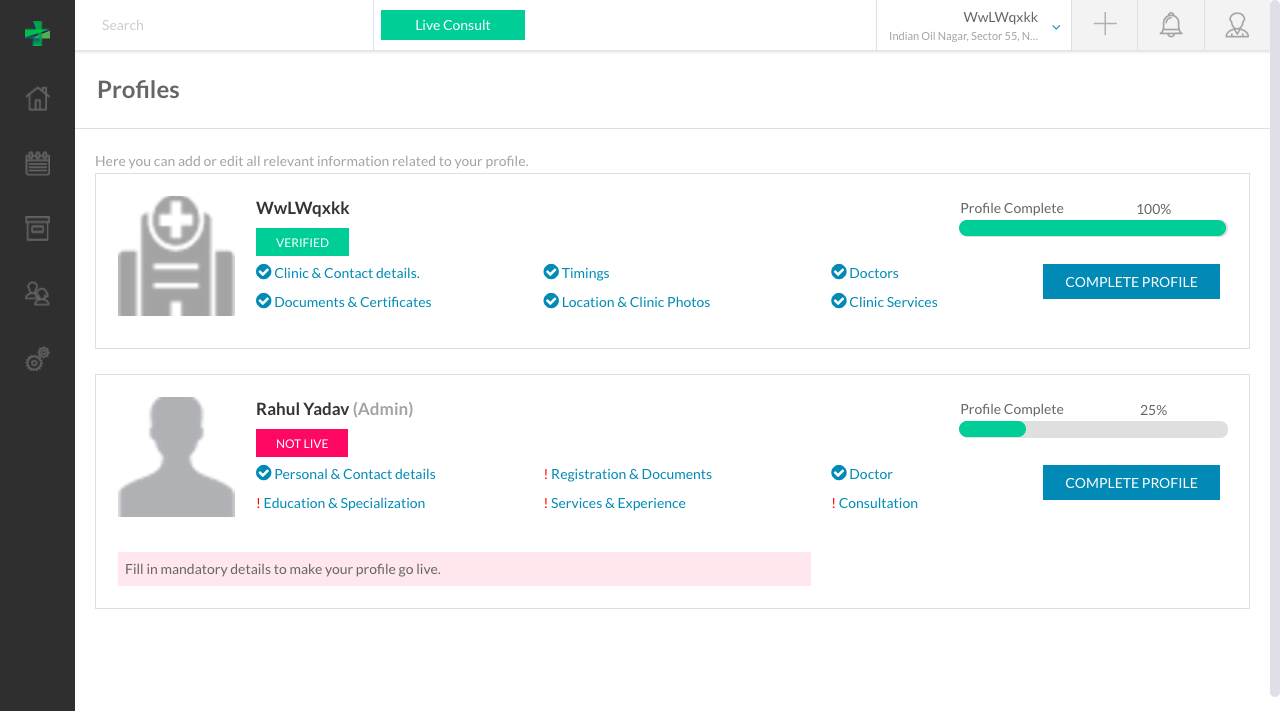 Search
Live Consult
WwLWqxkk
Indian Oil Nagar, Sector 55, N...
Profiles
Here you can add or edit all relevant information related to your profile.
WwLWqxkk
Profile Complete 100%
VERIFIED
Clinic & Contact details. Timings Doctors
COMPLETE PROFILE
Documents & Certificates Location & Clinic Photos Clinic Services
Rahul Yadav (Admin)
Profile Complete 25%
NOT LIVE
Personal & Contact details ! Registration & Documents Doctor
COMPLETE PROFILE
! Education & Specialization ! Services & Experience ! Consultation
Fill in mandatory details to make your profile go live.